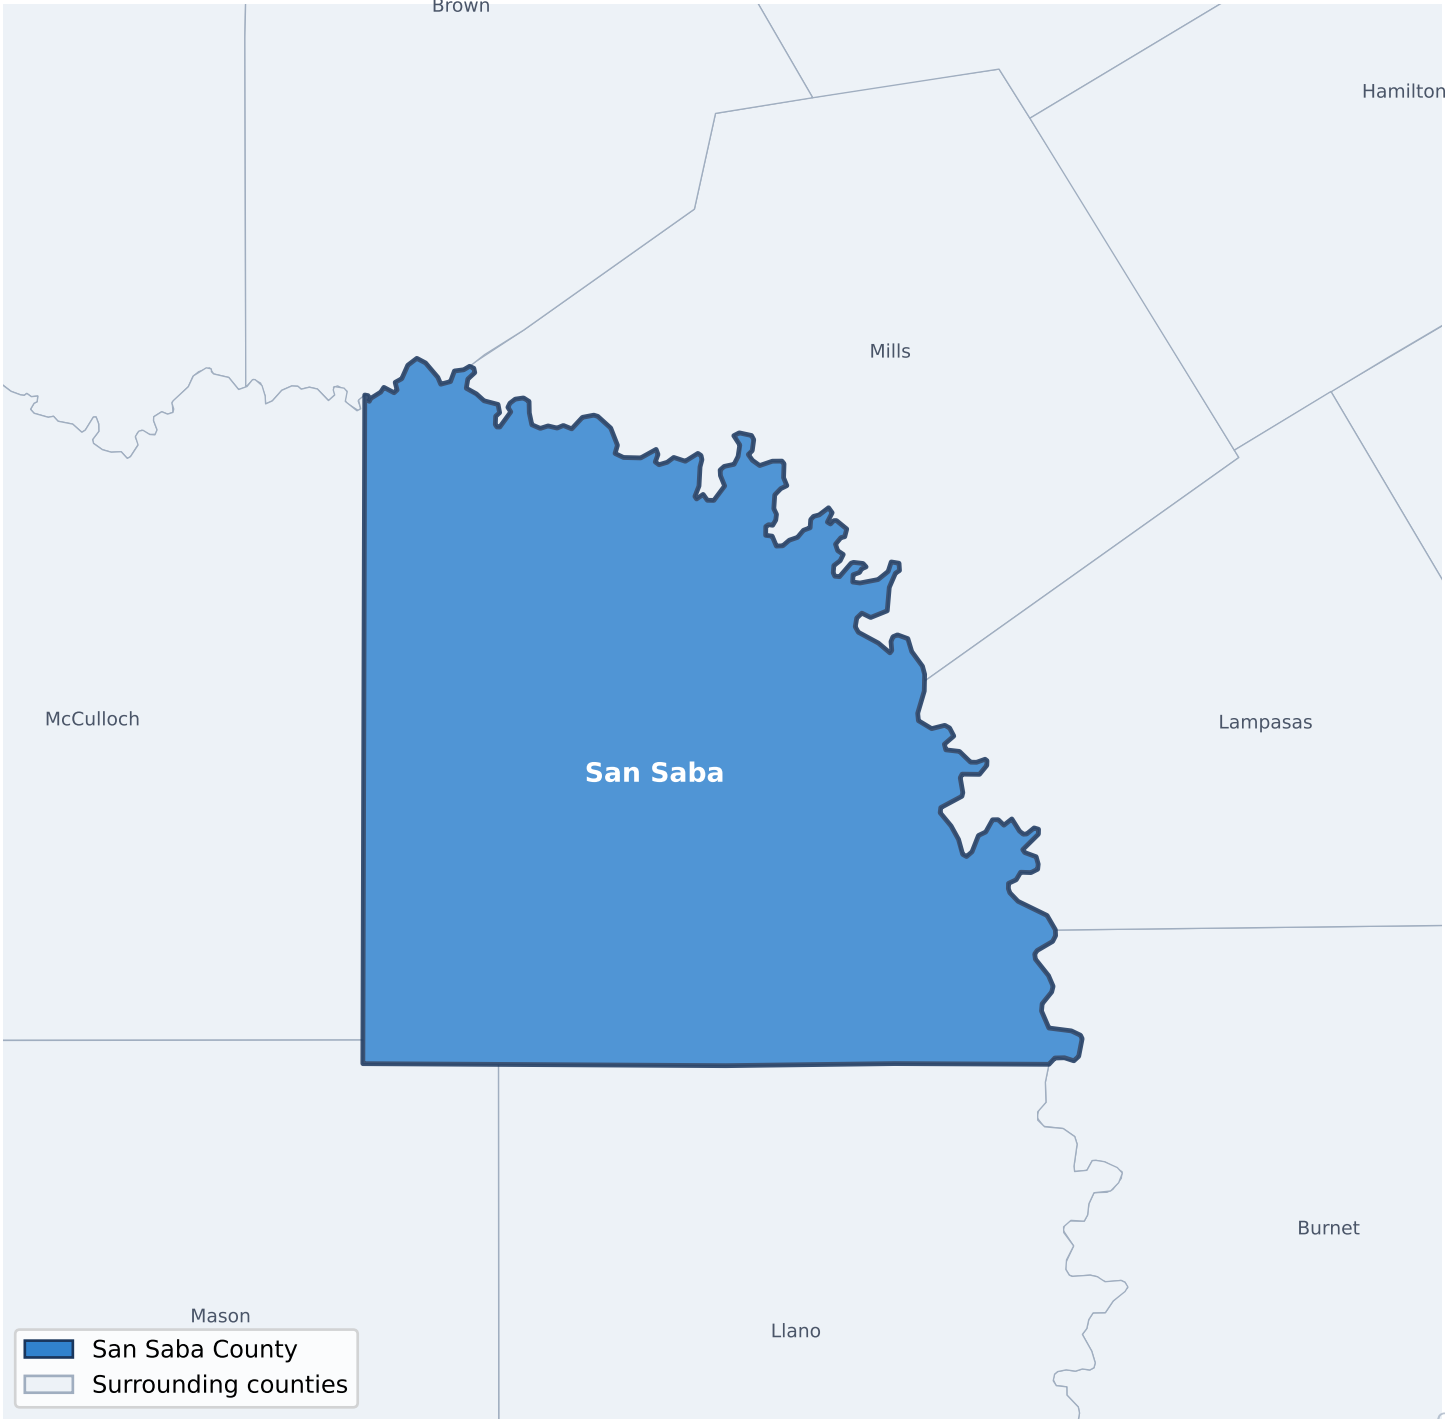 Brown
Hamilton
Mills
McCulloch
Lampasas
San Saba
Burnet
Mason
Llano
San Saba County
Surrounding counties